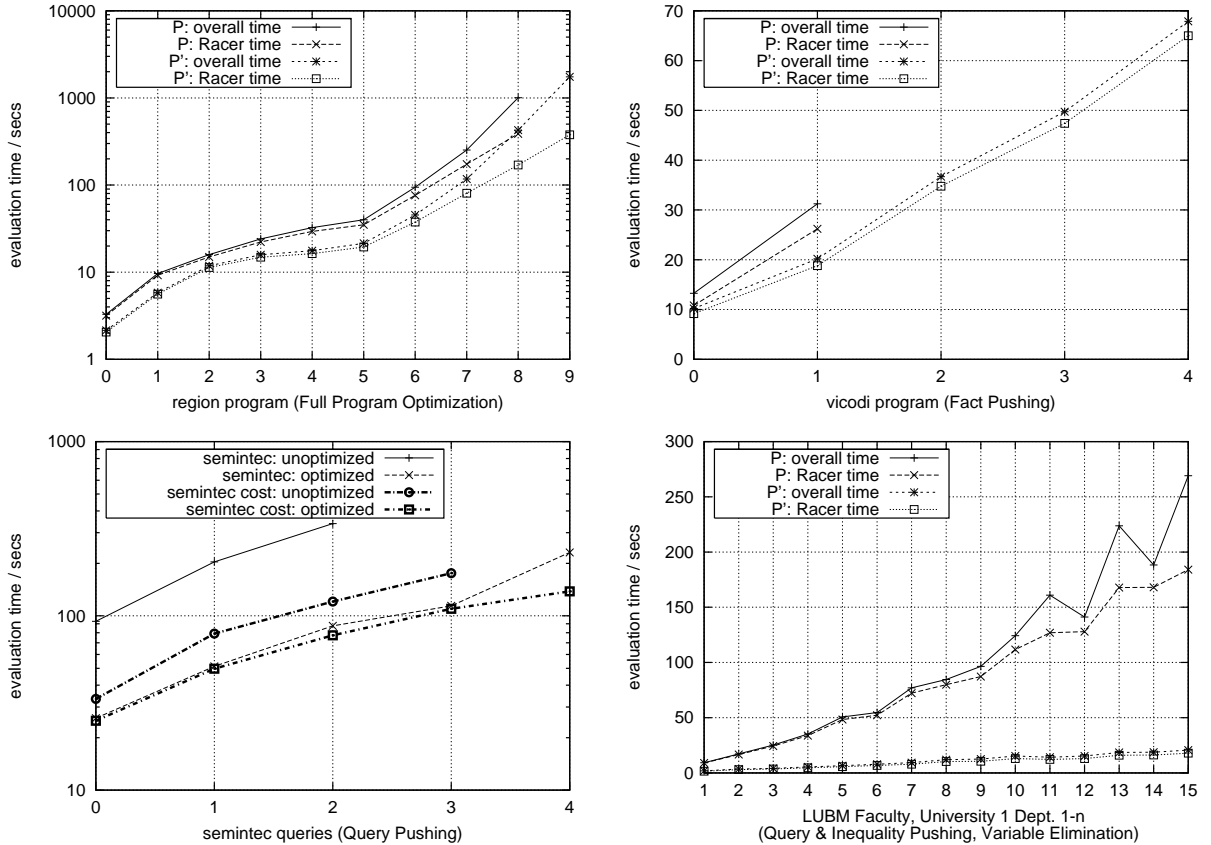 10000
1000
100
10
1
evaluation time / secs
P: overall time
P: Racer time
P': overall time
P': Racer time
0 1 2 3 4 5 6 7 8 9
region program (Full Program Optimization)
70
60
50
40
30
20
10
0
evaluation time / secs
P: overall time
P: Racer time
P': overall time
P': Racer time
0 1 2 3 4
vicodi program (Fact Pushing)
1000
100
10
evaluation time / secs
semintec: unoptimized
semintec: optimized
semintec cost: unoptimized
semintec cost: optimized
0 1 2 3 4
semintec queries (Query Pushing)
300
250
200
150
100
50
0
evaluation time / secs
P: overall time
P: Racer time
P': overall time
P': Racer time
1 2 3 4 5 6 7 8 9 10 11 12 13 14 15
LUBM Faculty, University 1 Dept. 1-n
(Query & Inequality Pushing, Variable Elimination)